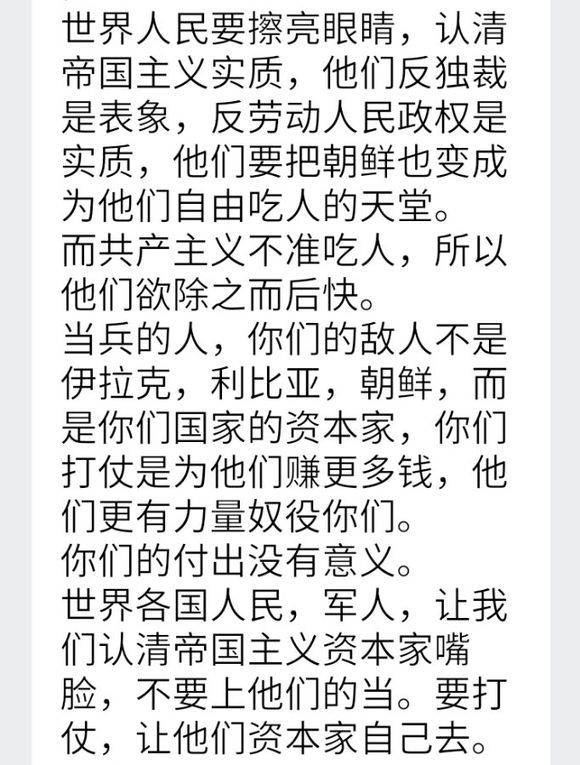 世界人民要擦亮眼睛，认清
帝国主义实质，他们反独裁
是表象，反劳动人民政权是
实质，他们要把朝鲜也变成
为他们自由吃人的天堂。
而共产主义不准吃人，所以
他们欲除之而后快。
当兵的人，你们的敌人不是
伊拉克，利比亚，朝鲜，而
是你们国家的资本家，你们
打仗是为他们赚更多钱，他
们更有力量奴役你们。
你们的付出没有意义。
世界各国人民，军人，让我
们认清帝国主义资本家嘴
脸，不要上他们的当。要打
仗，让他们资本家自己去。